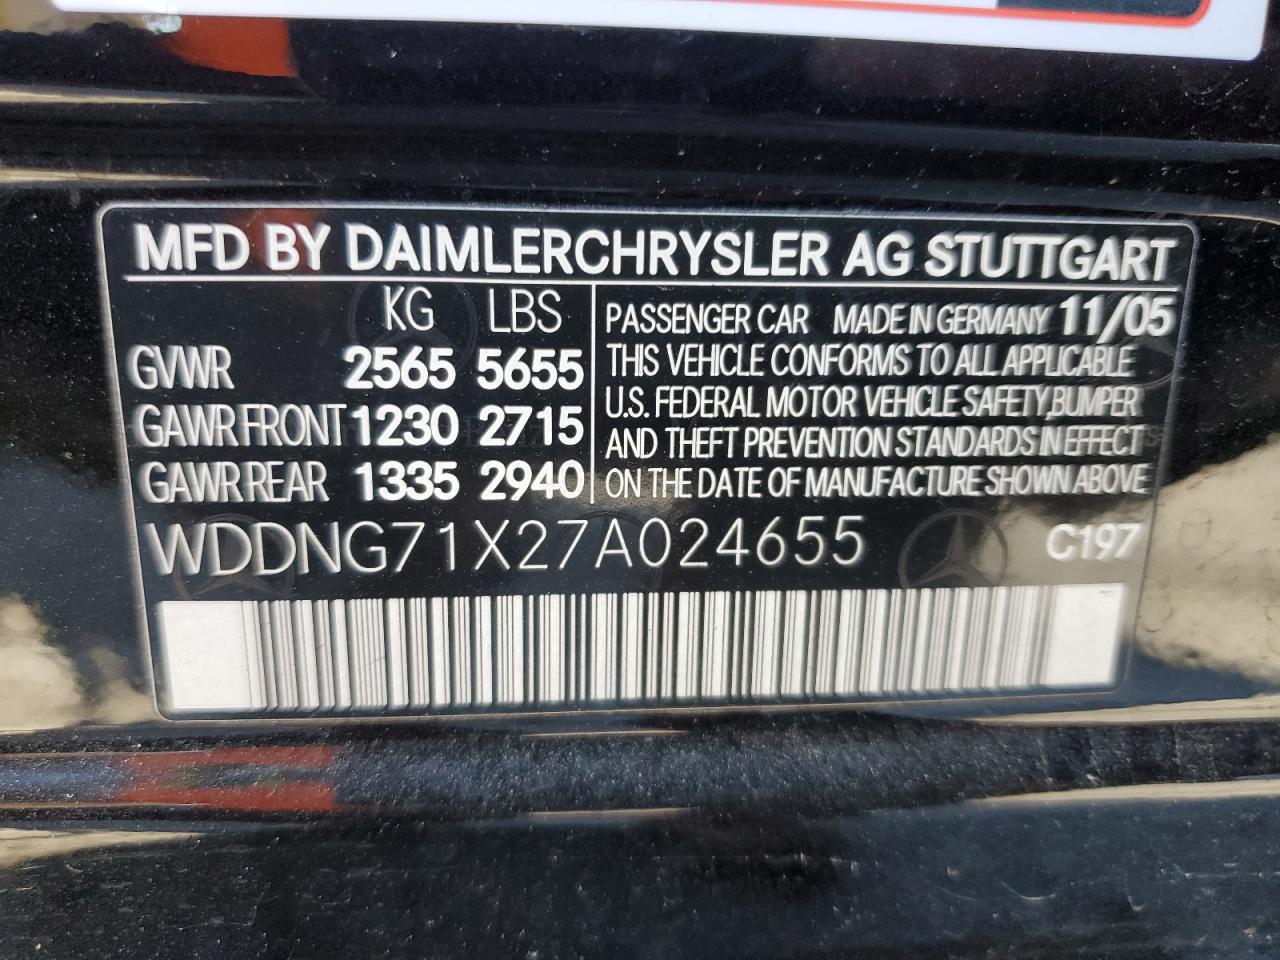 MFD BY DAIMLERCHRYSLER AG STUTTGART
KG LBS
GVWR 2565 5655
GAWR FRONT 1230 2715
GAWR REAR 1335 2940
PASSENGER CAR MADE IN GERMANY 11/05
THIS VEHICLE CONFORMS TO ALL APPLICABLE
U.S. FEDERAL MOTOR VEHICLE SAFETY, BUMPER
AND THEFT PREVENTION STANDARDS IN EFFECT
ON THE DATE OF MANUFACTURE SHOWN ABOVE
WDDNG71X27A024655 C197